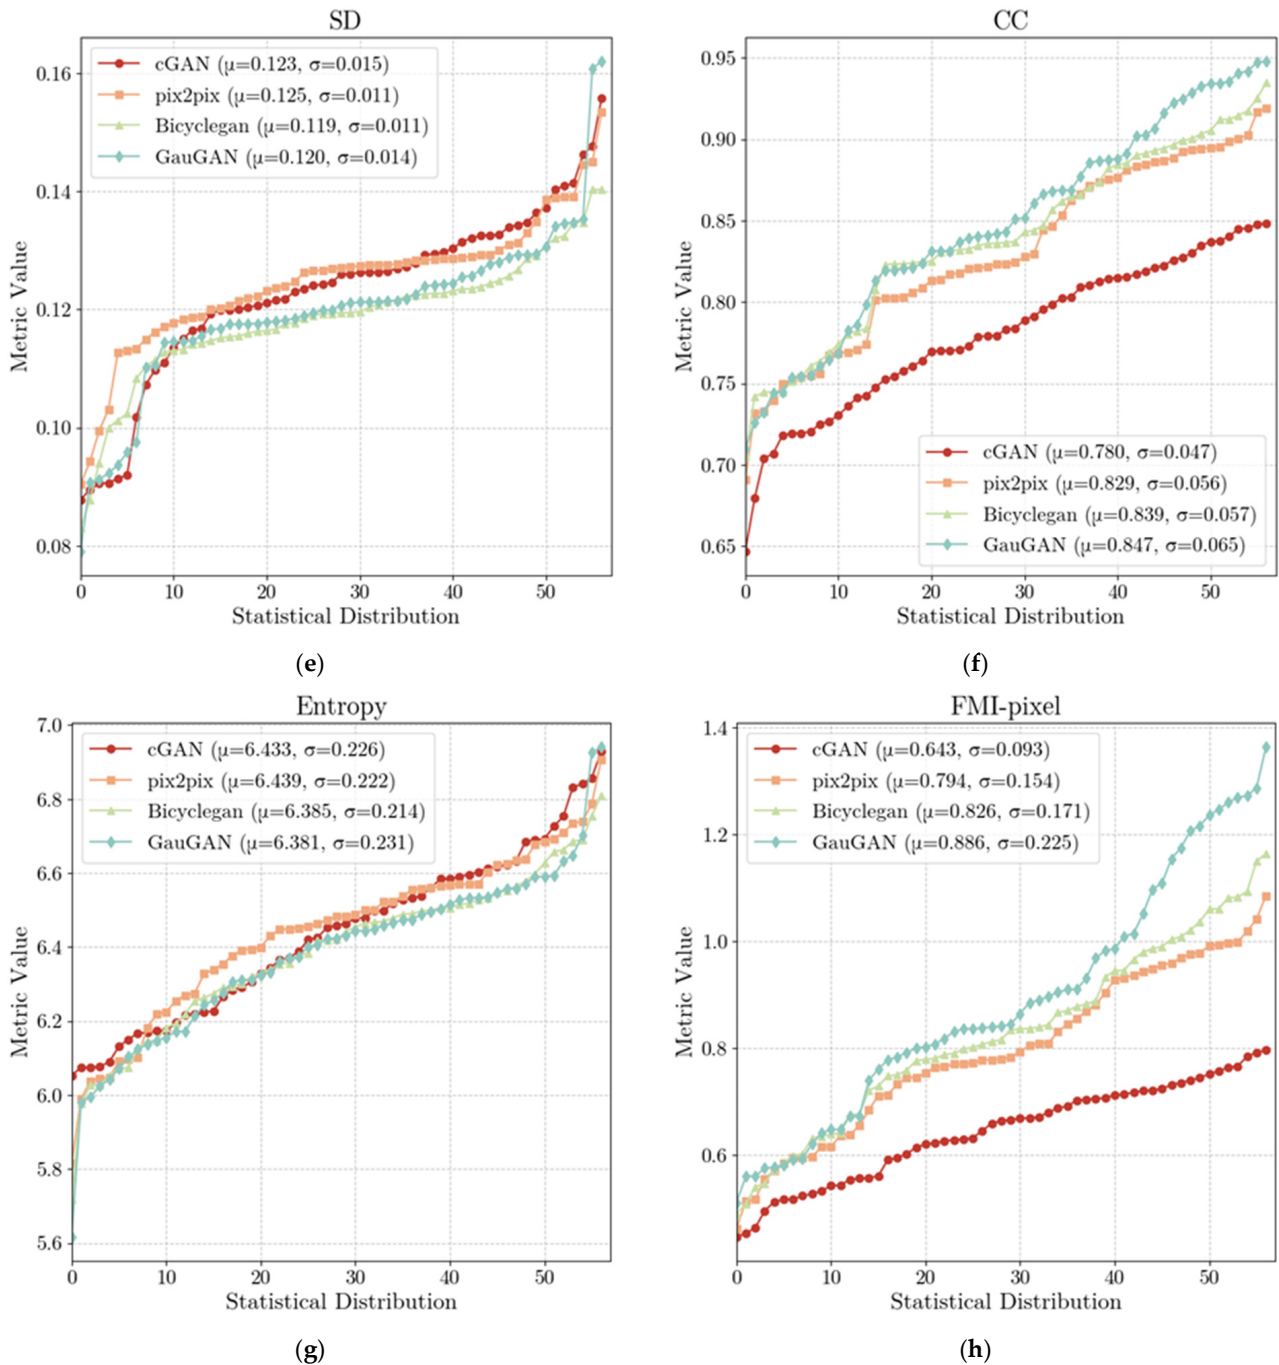 SD
cGAN (μ=0.123, σ=0.015)
pix2pix (μ=0.125, σ=0.011)
Bicyclegan (μ=0.119, σ=0.011)
GauGAN (μ=0.120, σ=0.014)
Metric Value
0.16
0.14
0.12
0.10
0.08
0 10 20 30 40 50
Statistical Distribution
(e)
CC
Metric Value
0.95
0.90
0.85
0.80
0.75
0.70
0.65
cGAN (μ=0.780, σ=0.047)
pix2pix (μ=0.829, σ=0.056)
Bicyclegan (μ=0.839, σ=0.057)
GauGAN (μ=0.847, σ=0.065)
0 10 20 30 40 50
Statistical Distribution
(f)
Entropy
cGAN (μ=6.433, σ=0.226)
pix2pix (μ=6.439, σ=0.222)
Bicyclegan (μ=6.385, σ=0.214)
GauGAN (μ=6.381, σ=0.231)
Metric Value
7.0
6.8
6.6
6.4
6.2
6.0
5.8
5.6
0 10 20 30 40 50
Statistical Distribution
(g)
FMI-pixel
cGAN (μ=0.643, σ=0.093)
pix2pix (μ=0.794, σ=0.154)
Bicyclegan (μ=0.826, σ=0.171)
GauGAN (μ=0.886, σ=0.225)
Metric Value
1.4
1.2
1.0
0.8
0.6
0 10 20 30 40 50
Statistical Distribution
(h)